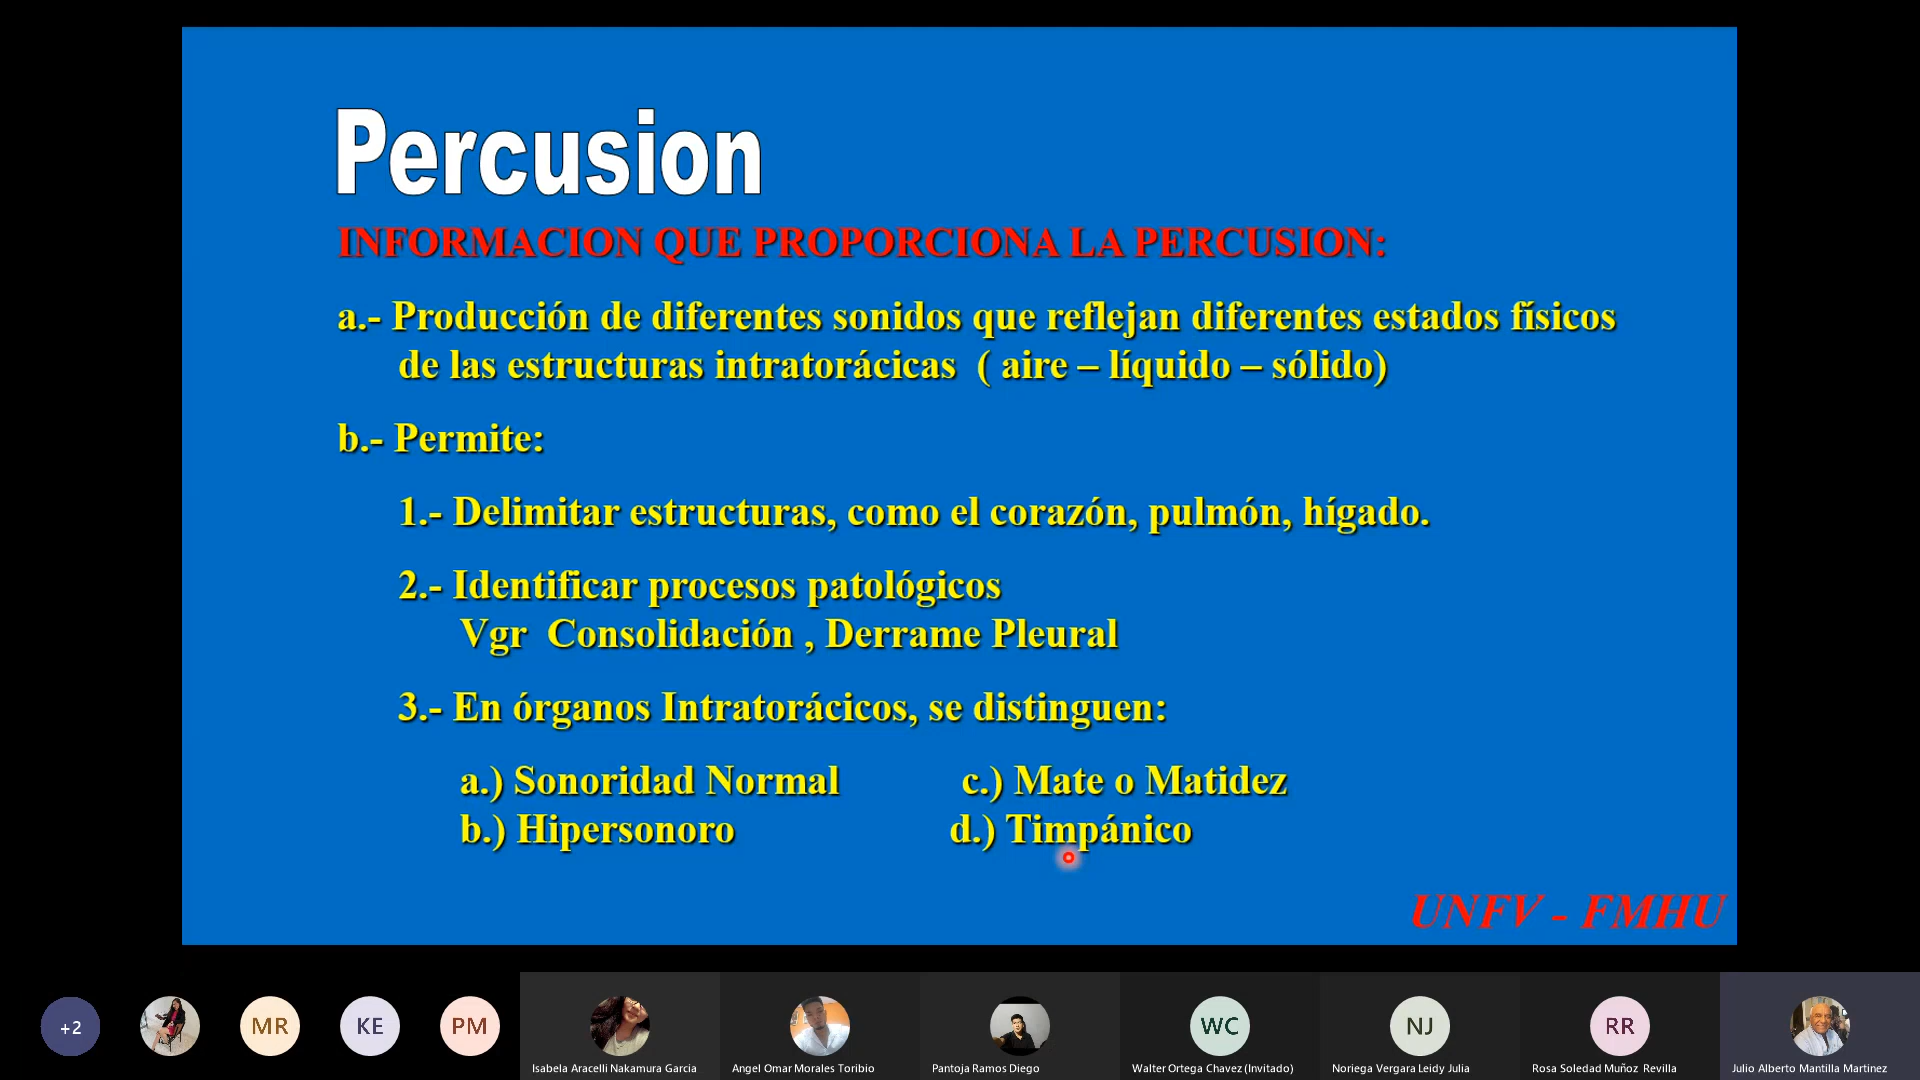 Percusion
INFORMACION QUE PROPORCIONA LA PERCUSION:
a.- Producción de diferentes sonidos que reflejan diferentes estados físicos
de las estructuras intratorácicas ( aire – líquido – sólido)
b.- Permite:
1.- Delimitar estructuras, como el corazón, pulmón, hígado.
2.- Identificar procesos patológicos
Vgr Consolidación , Derrame Pleural
3.- En órganos Intratorácicos, se distinguen:
a.) Sonoridad Normal c.) Mate o Matidez
b.) Hipersonoro d.) Timpánico
UNFV - FMHU
+2 MR KE PM WC NJ RR
Isabela Aracelli Nakamura Garcia Angel Omar Morales Toribio Pantoja Ramos Diego Walter Ortega Chavez (Invitado) Noriega Vergara Leidy Julia Rosa Soledad Muñoz Revilla Julio Alberto Mantilla Martinez